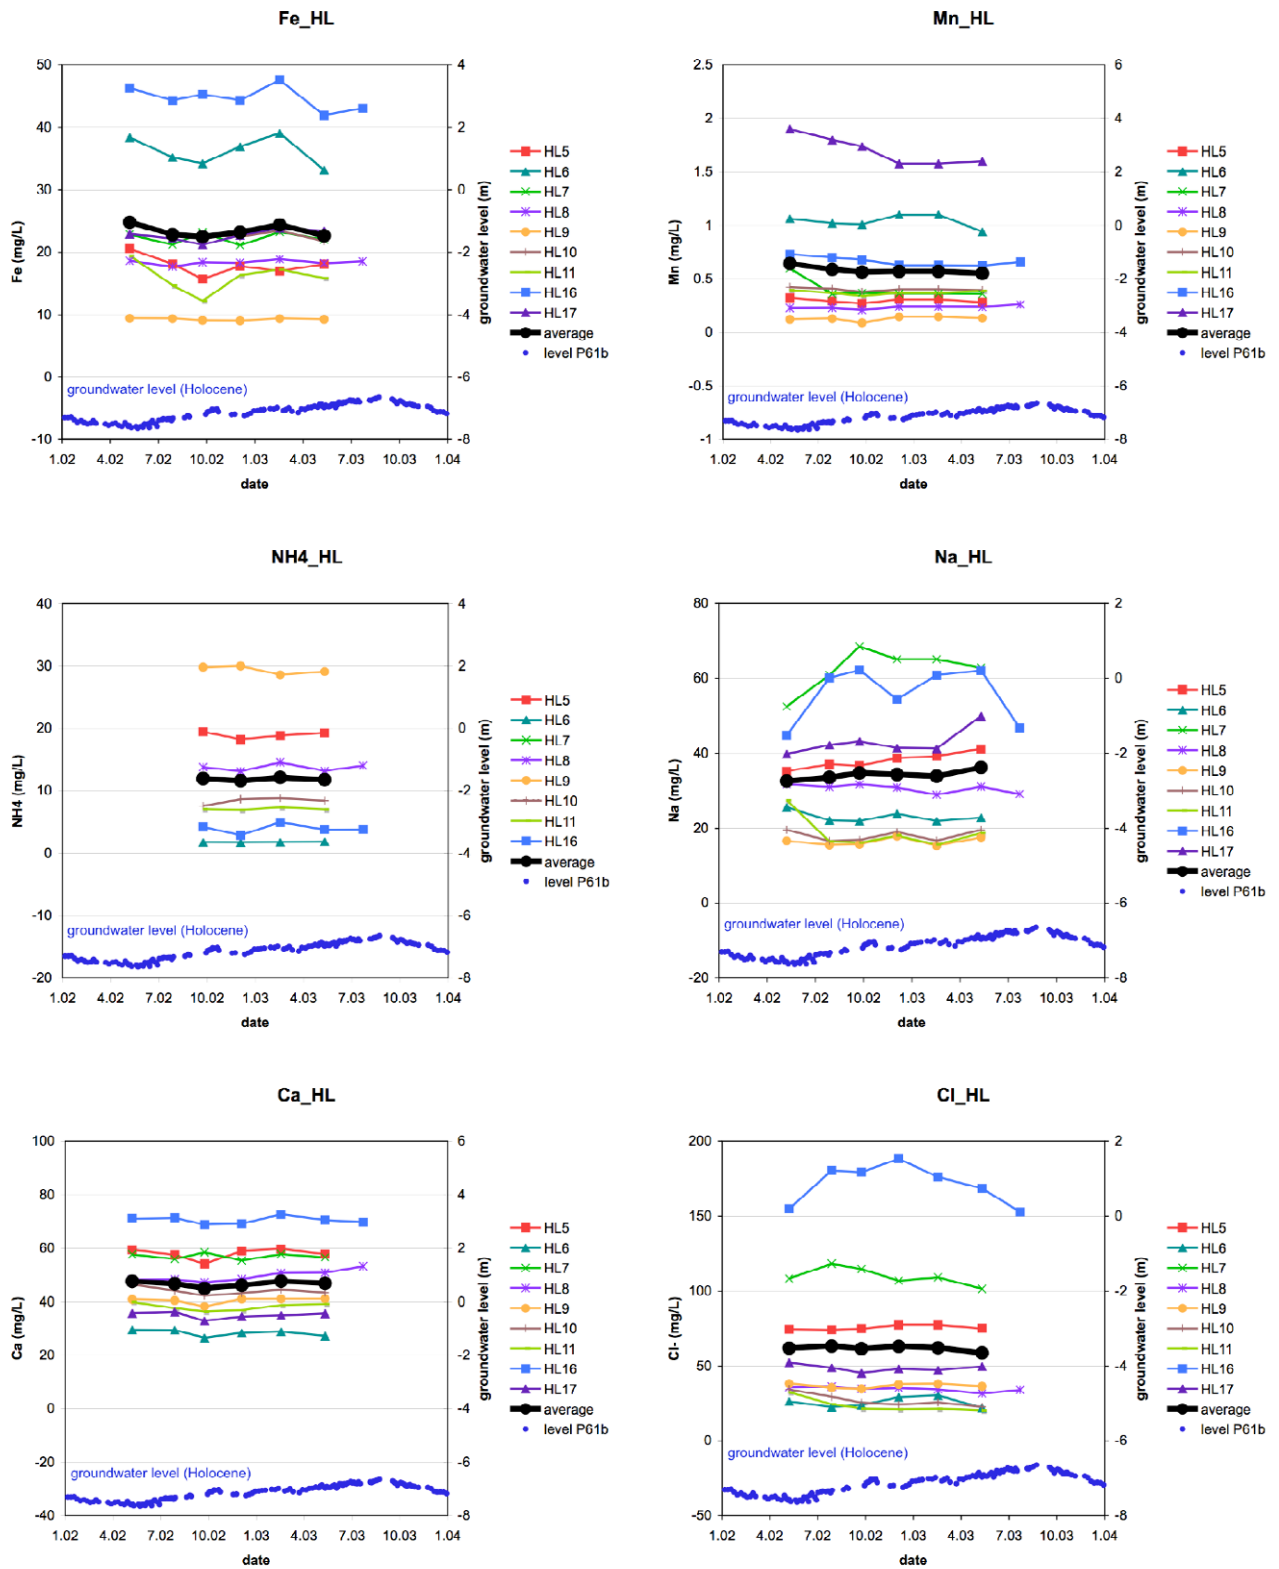 Fe_HL
50
40
30
20
10
0
-10
4
2
0
-2
-4
-6
-8
Fe (mg/L)
groundwater level (m)
groundwater level (Holocene)
1.02 4.02 7.02 10.02 1.03 4.03 7.03 10.03 1.04
date
HL5
HL6
HL7
HL8
HL9
HL10
HL11
HL16
HL17
average
level P61b
Mn_HL
2.5
2
1.5
1
0.5
0
-0.5
-1
6
4
2
0
-2
-4
-6
-8
Mn (mg/L)
groundwater level (m)
groundwater level (Holocene)
1.02 4.02 7.02 10.02 1.03 4.03 7.03 10.03 1.04
date
HL5
HL6
HL7
HL8
HL9
HL10
HL11
HL16
HL17
average
level P61b
NH4_HL
40
30
20
10
0
-10
-20
4
2
0
-2
-4
-6
-8
NH4 (mg/L)
groundwater level (m)
groundwater level (Holocene)
1.02 4.02 7.02 10.02 1.03 4.03 7.03 10.03 1.04
date
HL5
HL6
HL7
HL8
HL9
HL10
HL11
HL16
average
level P61b
Na_HL
80
60
40
20
0
-20
2
0
-2
-4
-6
-8
Na (mg/L)
groundwater level (m)
groundwater level (Holocene)
1.02 4.02 7.02 10.02 1.03 4.03 7.03 10.03 1.04
date
HL5
HL6
HL7
HL8
HL9
HL10
HL11
HL16
HL17
average
level P61b
Ca_HL
100
80
60
40
20
0
-20
-40
6
4
2
0
-2
-4
-6
-8
Ca (mg/L)
groundwater level (m)
groundwater level (Holocene)
1.02 4.02 7.02 10.02 1.03 4.03 7.03 10.03 1.04
date
HL5
HL6
HL7
HL8
HL9
HL10
HL11
HL16
HL17
average
level P61b
Cl_HL
200
150
100
50
0
-50
2
0
-2
-4
-6
-8
Cl- (mg/L)
groundwater level (m)
groundwater level (Holocene)
1.02 4.02 7.02 10.02 1.03 4.03 7.03 10.03 1.04
date
HL5
HL6
HL7
HL8
HL9
HL10
HL11
HL16
HL17
average
level P61b